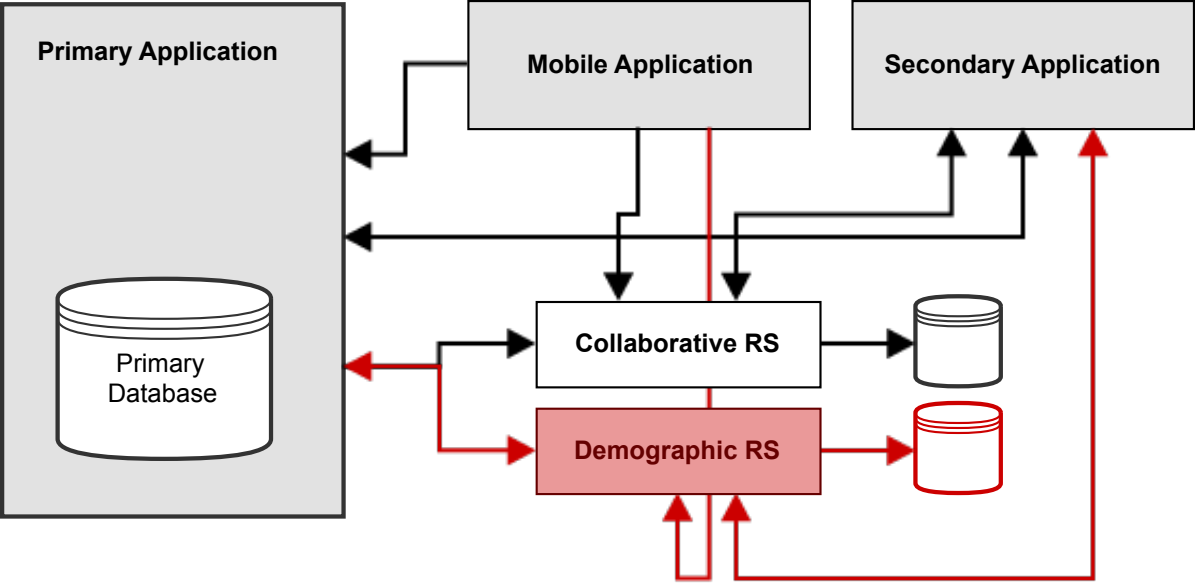 Primary Application
Mobile Application
Secondary Application
Primary
Database
Collaborative RS
Demographic RS